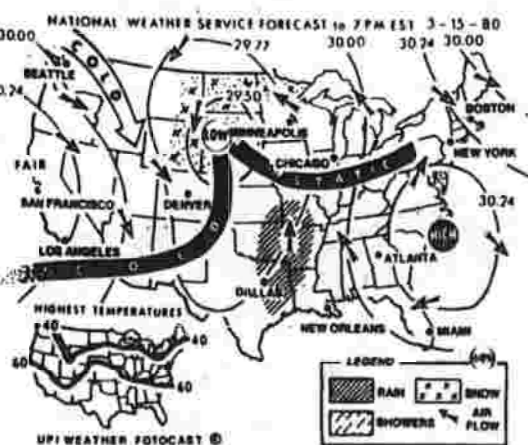 NATIONAL WEATHER SERVICE FORECAST to 7 PM EST 3-15-80
30.00
29.77
30.00
30.24
30.00
COLD
SEATTLE
30.24
29.50
LOW
MINNEAPOLIS
BOSTON
NEW YORK
CHICAGO
FAIR
SAN FRANCISCO
DENVER
30.24
HIGH
LOS ANGELES
COLD
ATLANTA
DALLAS
NEW ORLEANS
MIAMI
HIGHEST TEMPERATURES
40
40
60
60
LEGEND
RAIN
SNOW
SHOWERS
AIR FLOW
UPI WEATHER FOTOCAST ©